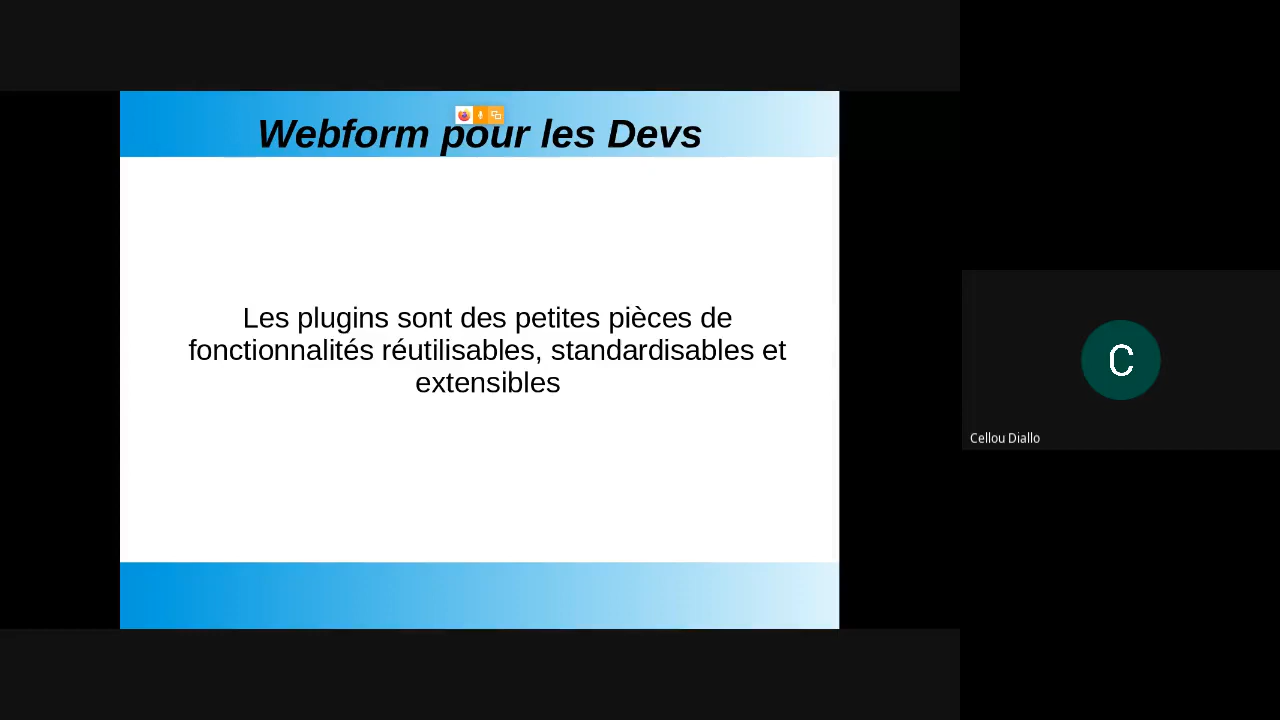 Webform pour les Devs
Les plugins sont des petites pièces de
fonctionnalités réutilisables, standardisables et
extensibles
C
Cellou Diallo